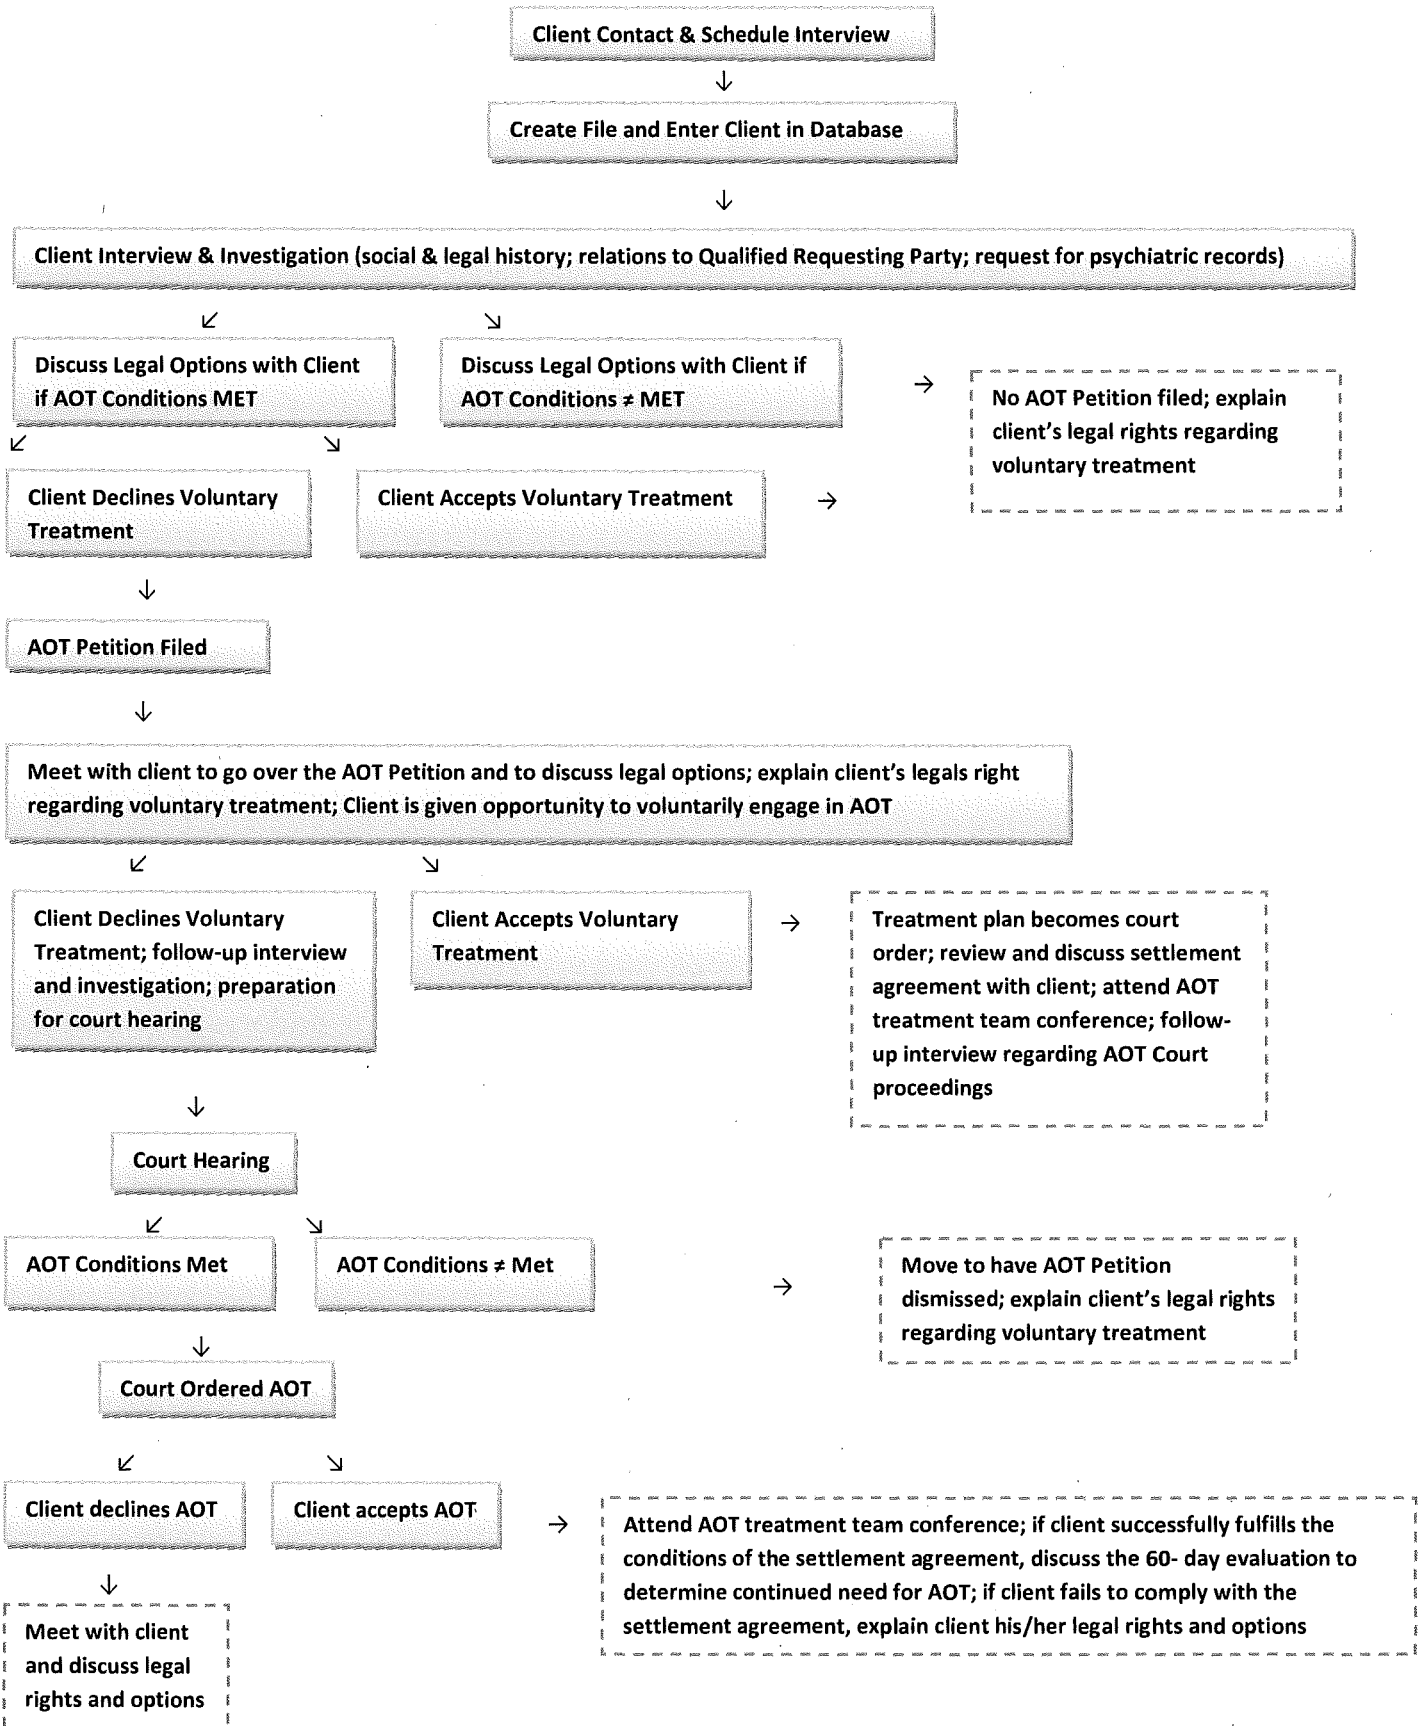 Client Contact & Schedule Interview
↓
Create File and Enter Client in Database
↓
Client Interview & Investigation (social & legal history; relations to Qualified Requesting Party; request for psychiatric records)
↙ ↘
Discuss Legal Options with Client
if AOT Conditions MET
Discuss Legal Options with Client if
AOT Conditions ≠ MET
→
No AOT Petition filed; explain
client's legal rights regarding
voluntary treatment
↙ ↘
Client Declines Voluntary
Treatment
Client Accepts Voluntary Treatment
→
↓
AOT Petition Filed
↓
Meet with client to go over the AOT Petition and to discuss legal options; explain client's legals right
regarding voluntary treatment; Client is given opportunity to voluntarily engage in AOT
↙ ↘
Client Declines Voluntary
Treatment; follow-up interview
and investigation; preparation
for court hearing
Client Accepts Voluntary
Treatment
→
Treatment plan becomes court
order; review and discuss settlement
agreement with client; attend AOT
treatment team conference; follow-
up interview regarding AOT Court
proceedings
↓
Court Hearing
↙ ↘
AOT Conditions Met
AOT Conditions ≠ Met
→
Move to have AOT Petition
dismissed; explain client's legal rights
regarding voluntary treatment
↓
Court Ordered AOT
↙ ↘
Client declines AOT
Client accepts AOT
→
Attend AOT treatment team conference; if client successfully fulfills the
conditions of the settlement agreement, discuss the 60- day evaluation to
determine continued need for AOT; if client fails to comply with the
settlement agreement, explain client his/her legal rights and options
↓
Meet with client
and discuss legal
rights and options